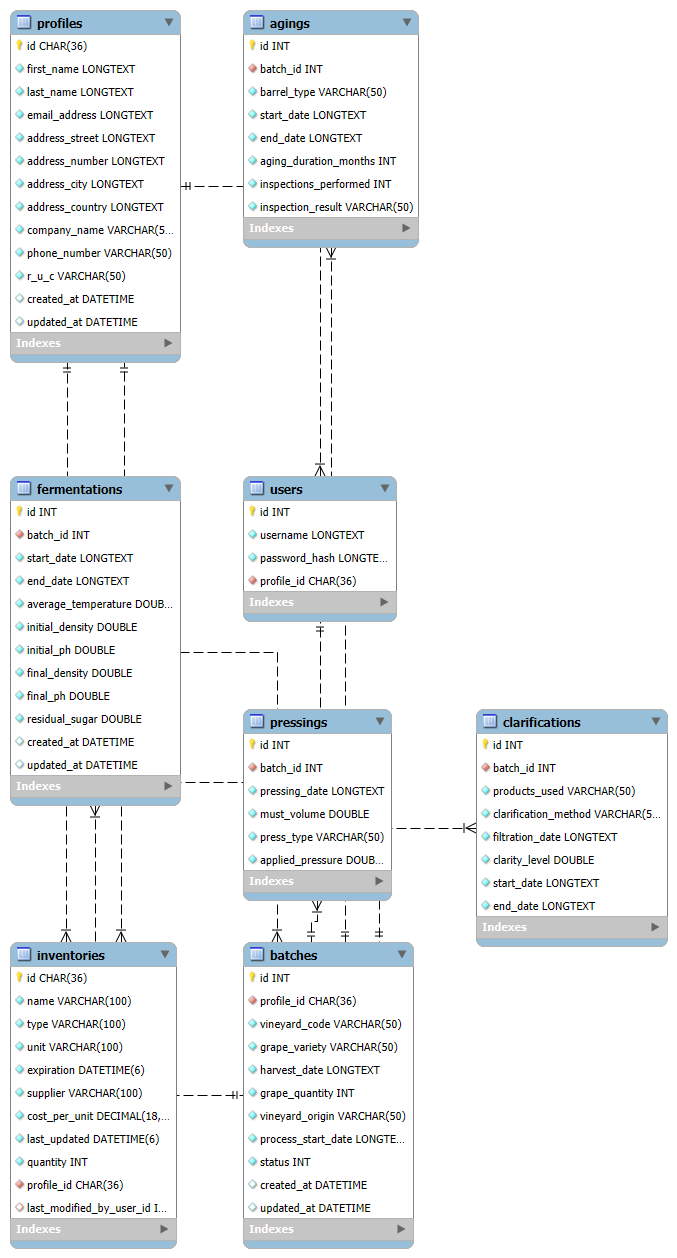 profiles
id CHAR(36)
first_name LONGTEXT
last_name LONGTEXT
email_address LONGTEXT
address_street LONGTEXT
address_number LONGTEXT
address_city LONGTEXT
address_country LONGTEXT
company_name VARCHAR(5...
phone_number VARCHAR(50)
r_u_c VARCHAR(50)
created_at DATETIME
updated_at DATETIME
Indexes
agings
id INT
batch_id INT
barrel_type VARCHAR(50)
start_date LONGTEXT
end_date LONGTEXT
aging_duration_months INT
inspections_performed INT
inspection_result VARCHAR(50)
Indexes
fermentations
id INT
batch_id INT
start_date LONGTEXT
end_date LONGTEXT
average_temperature DOUB...
initial_density DOUBLE
initial_ph DOUBLE
final_density DOUBLE
final_ph DOUBLE
residual_sugar DOUBLE
created_at DATETIME
updated_at DATETIME
Indexes
users
id INT
username LONGTEXT
password_hash LONGTE...
profile_id CHAR(36)
Indexes
pressings
id INT
batch_id INT
pressing_date LONGTEXT
must_volume DOUBLE
press_type VARCHAR(50)
applied_pressure DOUB...
Indexes
clarifications
id INT
batch_id INT
products_used VARCHAR(50)
clarification_method VARCHAR(5...
filtration_date LONGTEXT
clarity_level DOUBLE
start_date LONGTEXT
end_date LONGTEXT
Indexes
inventories
id CHAR(36)
name VARCHAR(100)
type VARCHAR(100)
unit VARCHAR(100)
expiration DATETIME(6)
supplier VARCHAR(100)
cost_per_unit DECIMAL(18,...
last_updated DATETIME(6)
quantity INT
profile_id CHAR(36)
last_modified_by_user_id I...
Indexes
batches
id INT
profile_id CHAR(36)
vineyard_code VARCHAR(50)
grape_variety VARCHAR(50)
harvest_date LONGTEXT
grape_quantity INT
vineyard_origin VARCHAR(50)
process_start_date LONGTE...
status INT
created_at DATETIME
updated_at DATETIME
Indexes